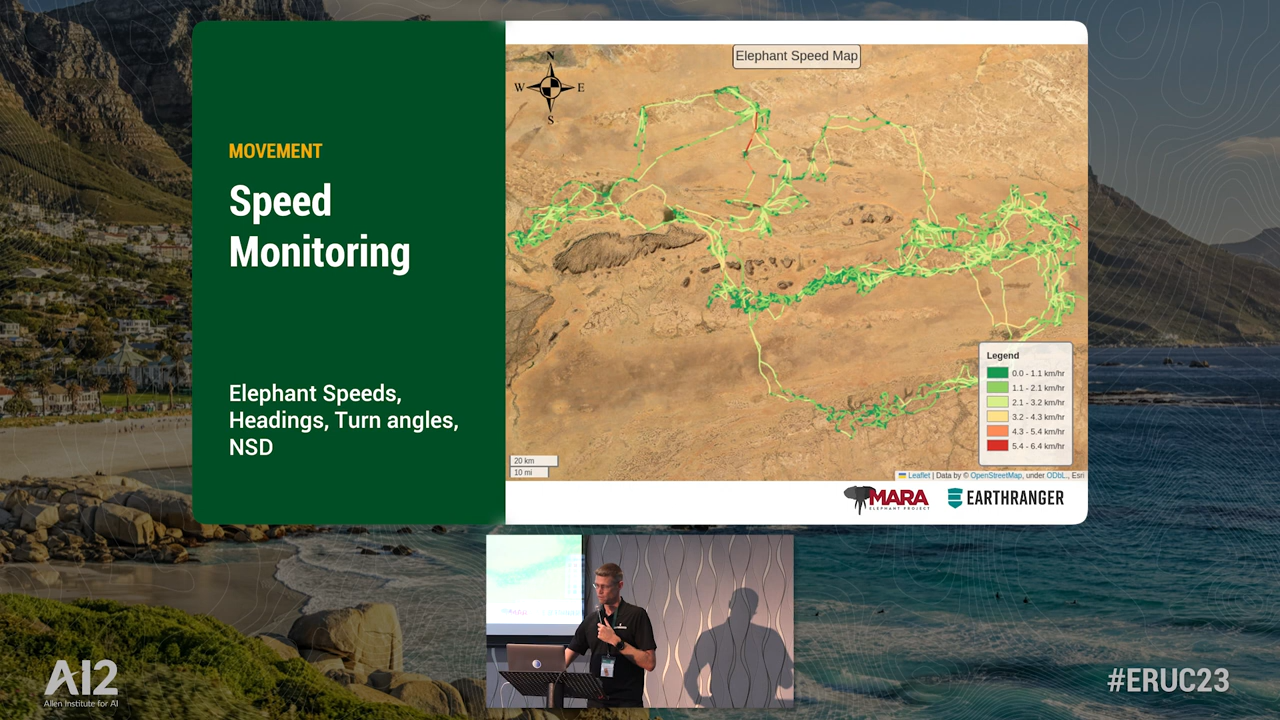 MOVEMENT
Speed
Monitoring
Elephant Speeds,
Headings, Turn angles,
NSD
Elephant Speed Map
N
W E
S
Legend
0.0 - 1.1 km/hr
1.1 - 2.1 km/hr
2.1 - 3.2 km/hr
3.2 - 4.3 km/hr
4.3 - 5.4 km/hr
5.4 - 6.4 km/hr
20 km
10 mi
Leaflet | Data by © OpenStreetMap, under ODbL., Esri
MARA
ELEPHANT PROJECT
EARTHRANGER
MARA
AI2
Allen Institute for AI
#ERUC23